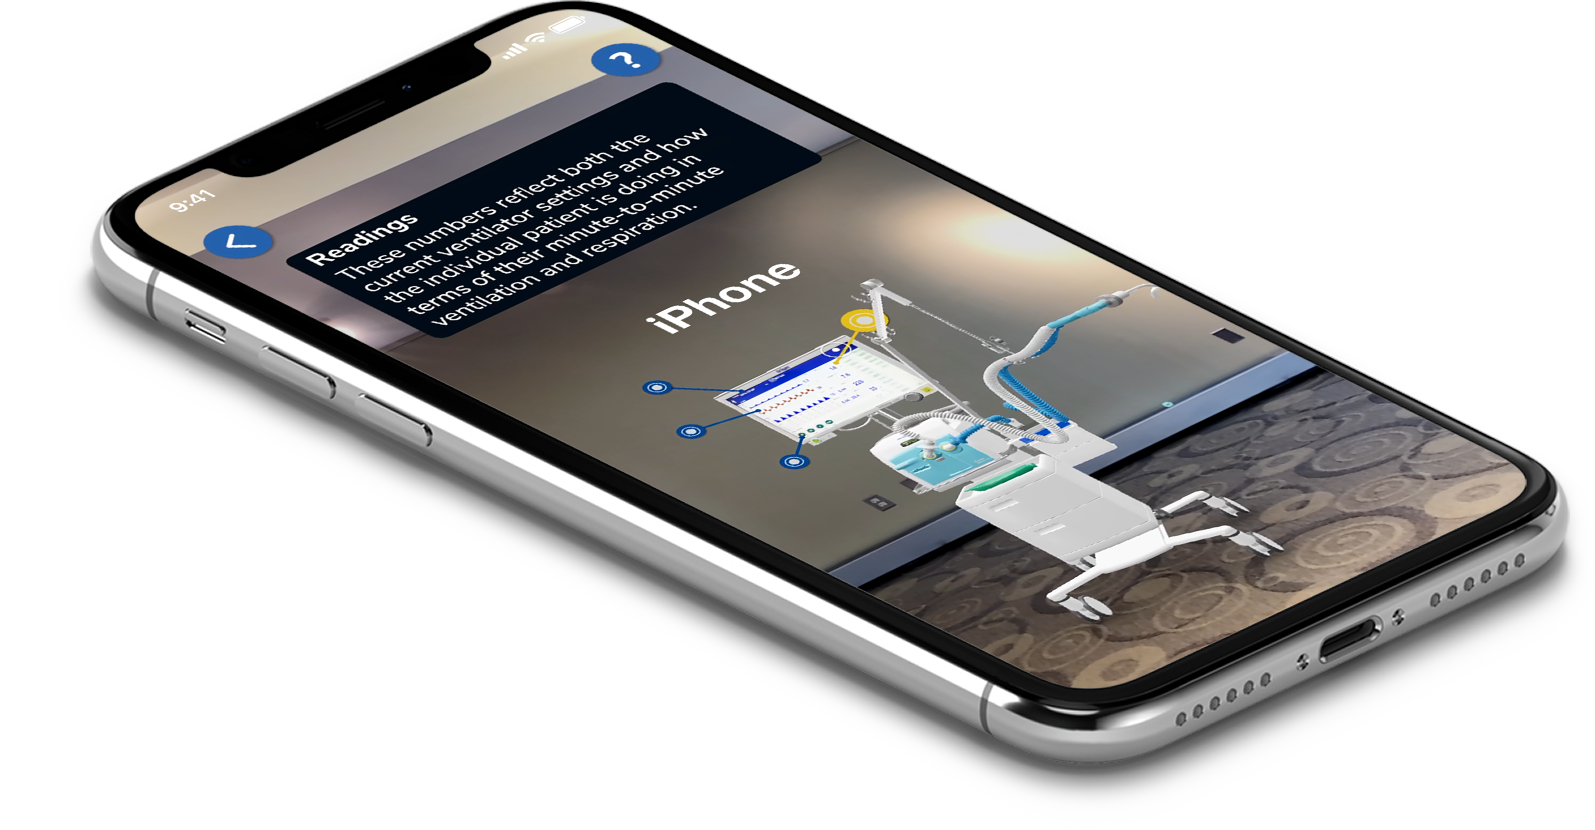 9:41
?
Readings
These numbers reflect both the
current ventilator settings and how
the individual patient is doing in
terms of their minute-to-minute
ventilation and respiration.
iPhone